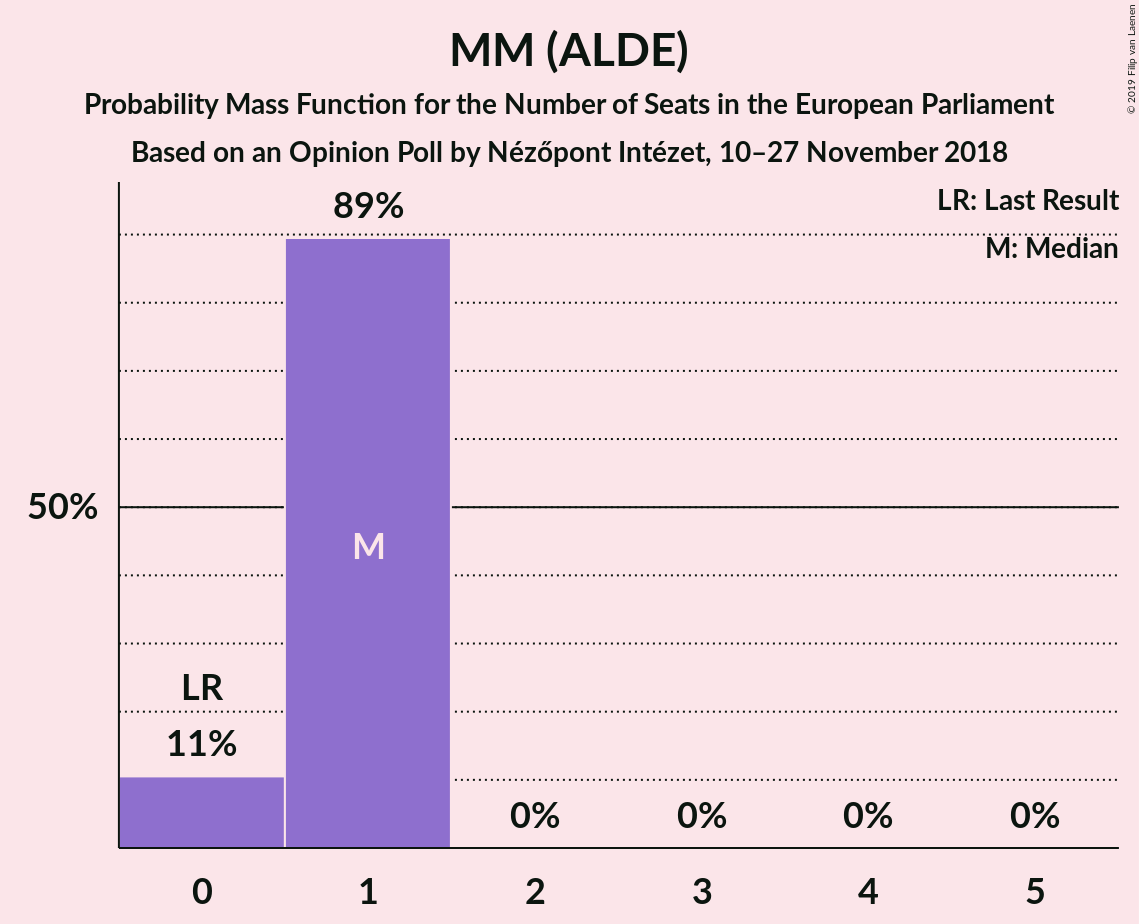 MM (ALDE)
Probability Mass Function for the Number of Seats in the European Parliament
Based on an Opinion Poll by Nézőpont Intézet, 10–27 November 2018
© 2019 Filip van Laenen
LR: Last Result
M: Median
89%
50%
M
LR
11%
0%
0%
0%
0%
0 1 2 3 4 5